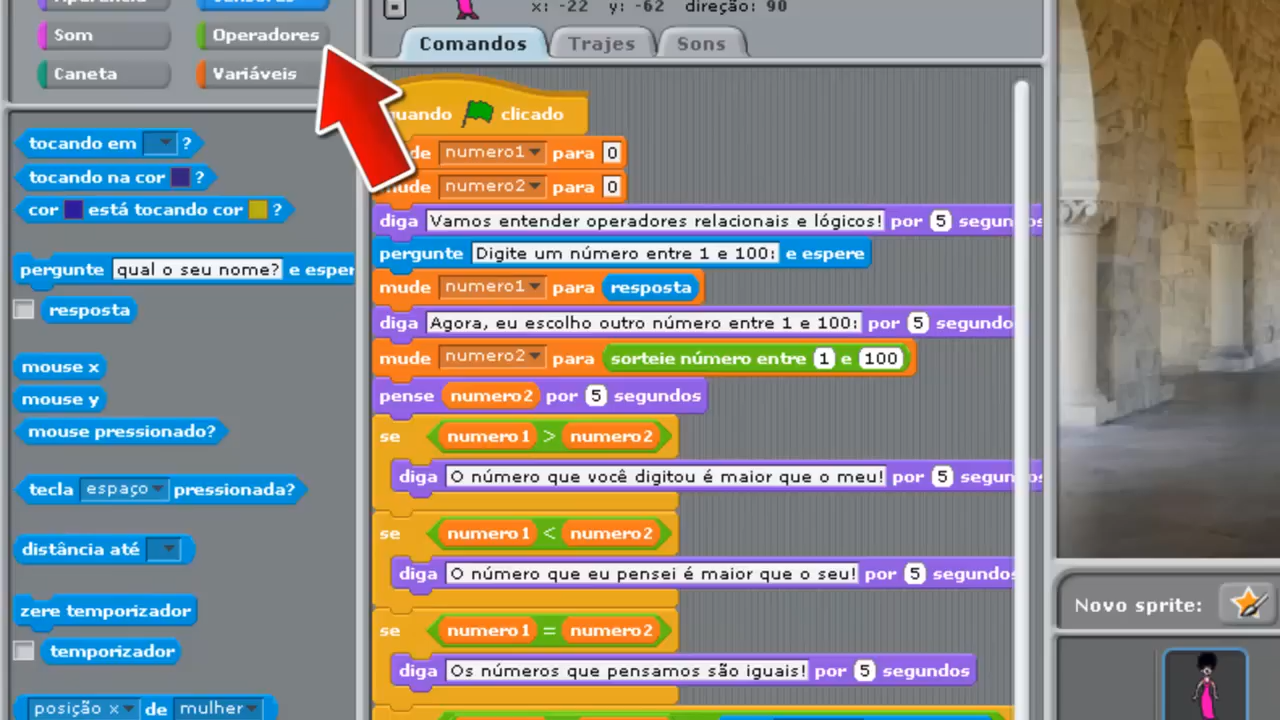 Aparência Sensores
x: -22 y: -62 direção: 90
Som Operadores
Comandos Trajes Sons
Caneta Variáveis
quando clicado
tocando em ?
mude numero1 para 0
tocando na cor ?
mude numero2 para 0
cor está tocando cor ?
diga Vamos entender operadores relacionais e lógicos! por 5 segundos
pergunte Digite um número entre 1 e 100: e espere
pergunte qual o seu nome? e esper
mude numero1 para resposta
resposta
diga Agora, eu escolho outro número entre 1 e 100: por 5 segundo
mude numero2 para sorteie número entre 1 e 100
mouse x
pense numero2 por 5 segundos
mouse y
mouse pressionado?
se numero1 > numero2
diga O número que você digitou é maior que o meu! por 5 segun
tecla espaço pressionada?
se numero1 < numero2
distância até
diga O número que eu pensei é maior que o seu! por 5 segundos
zere temporizador
Novo sprite:
se numero1 = numero2
temporizador
diga Os números que pensamos são iguais! por 5 segundos
posição x de mulher